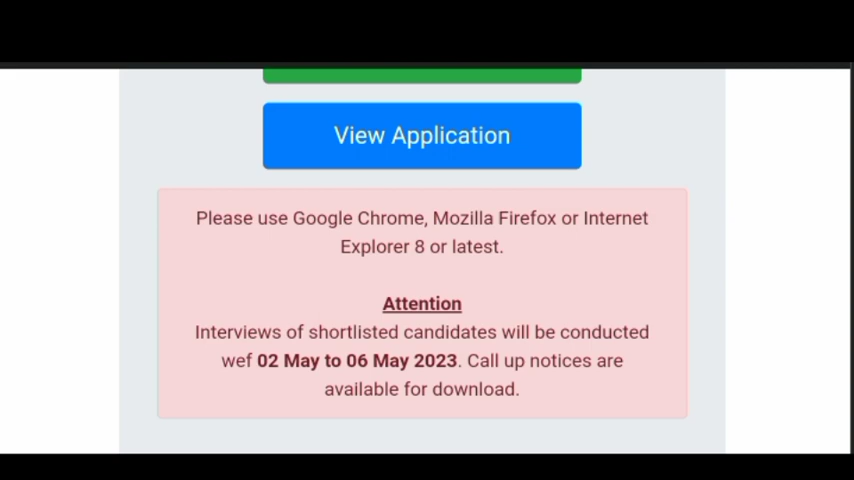 View Application
Please use Google Chrome, Mozilla Firefox or Internet
Explorer 8 or latest.
Attention
Interviews of shortlisted candidates will be conducted
wef 02 May to 06 May 2023. Call up notices are
available for download.